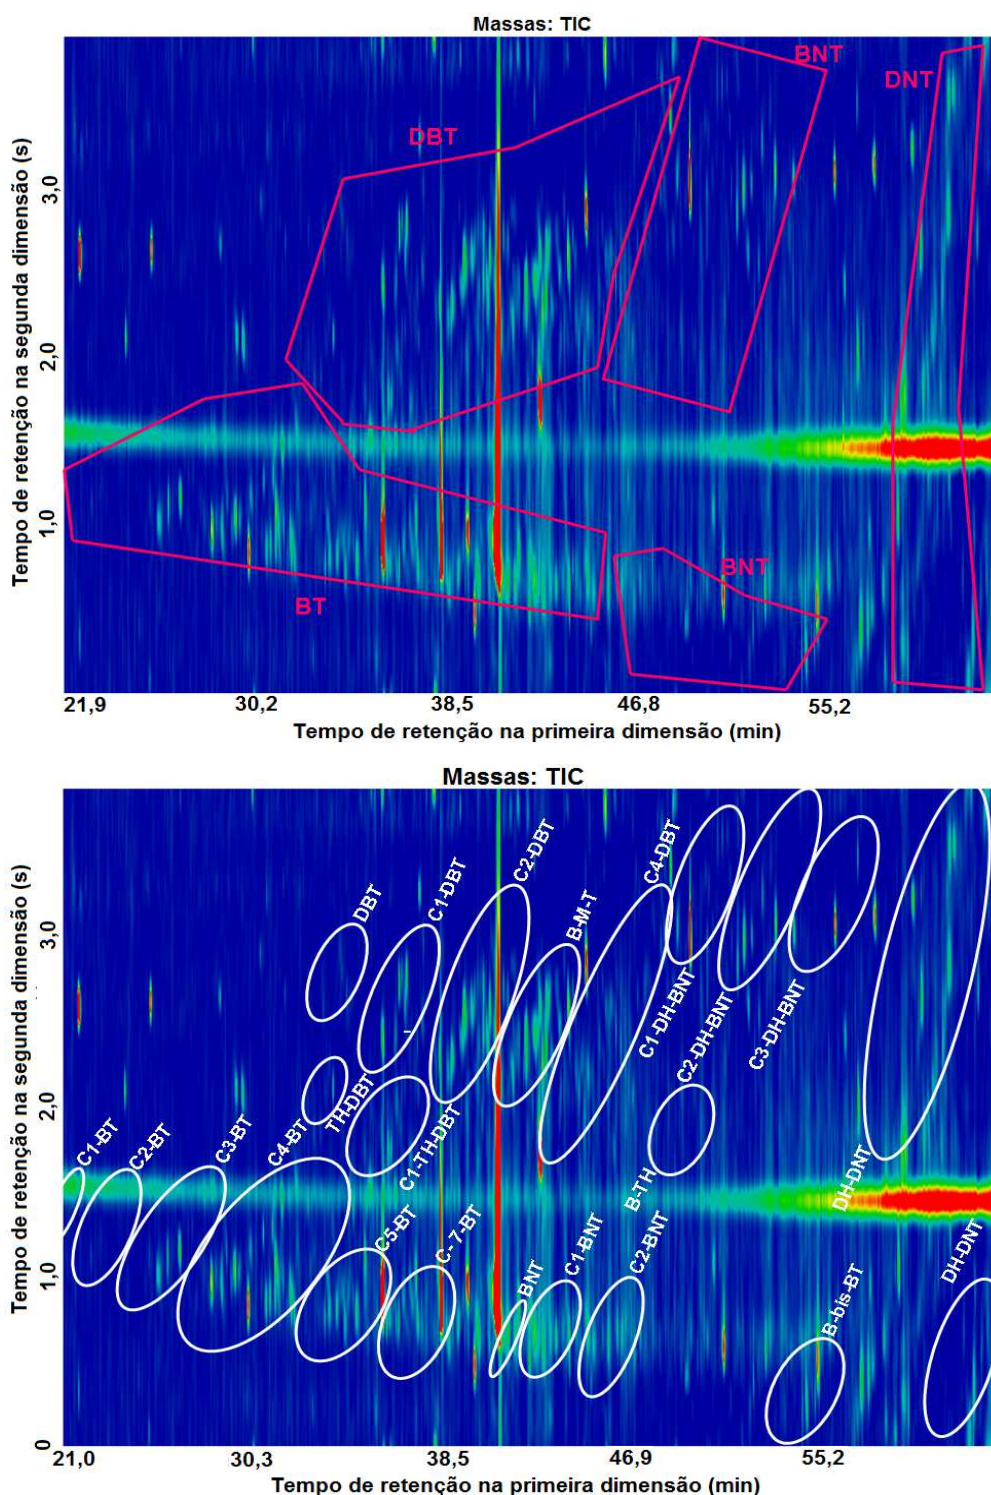 Massas: TIC
BNT
DNT
DBT
BNT
BT
Tempo de retenção na segunda dimensão (s)
3,0
2,0
1,0
21,9
30,2
38,5
46,8
55,2
Tempo de retenção na primeira dimensão (min)
Massas: TIC
Tempo de retenção na segunda dimensão (s)
3,0
2,0
1,0
0
DBT
C1-DBT
C2-DBT
B-M-T
C4-DBT
C1-DH-BNT
C2-DH-BNT
C3-DH-BNT
C1-BT
C2-BT
C3-BT
C4-BT
TH-DBT
C1-TH-DBT
C5-BT
C-7-BT
BNT
C1-BNT
C2-BNT
B-TH
DH-DNT
B-bis-BT
DH-DNT
21,0
30,3
38,5
46,9
55,2
Tempo de retenção na primeira dimensão (min)